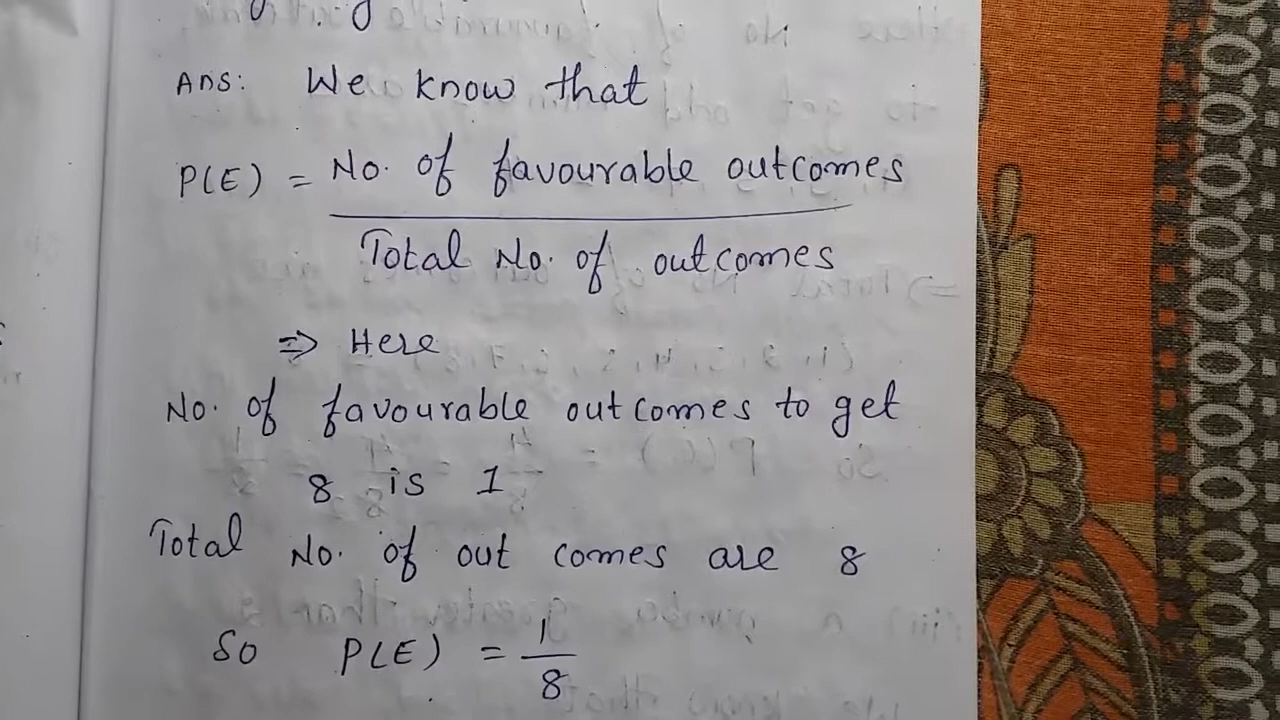 Ans: We know that
P(E) = No. of favourable outcomes
Total No. of outcomes
⇒ Here
No. of favourable outcomes to get
8 is 1
Total No. of out comes are 8
So P(E) = 1/8